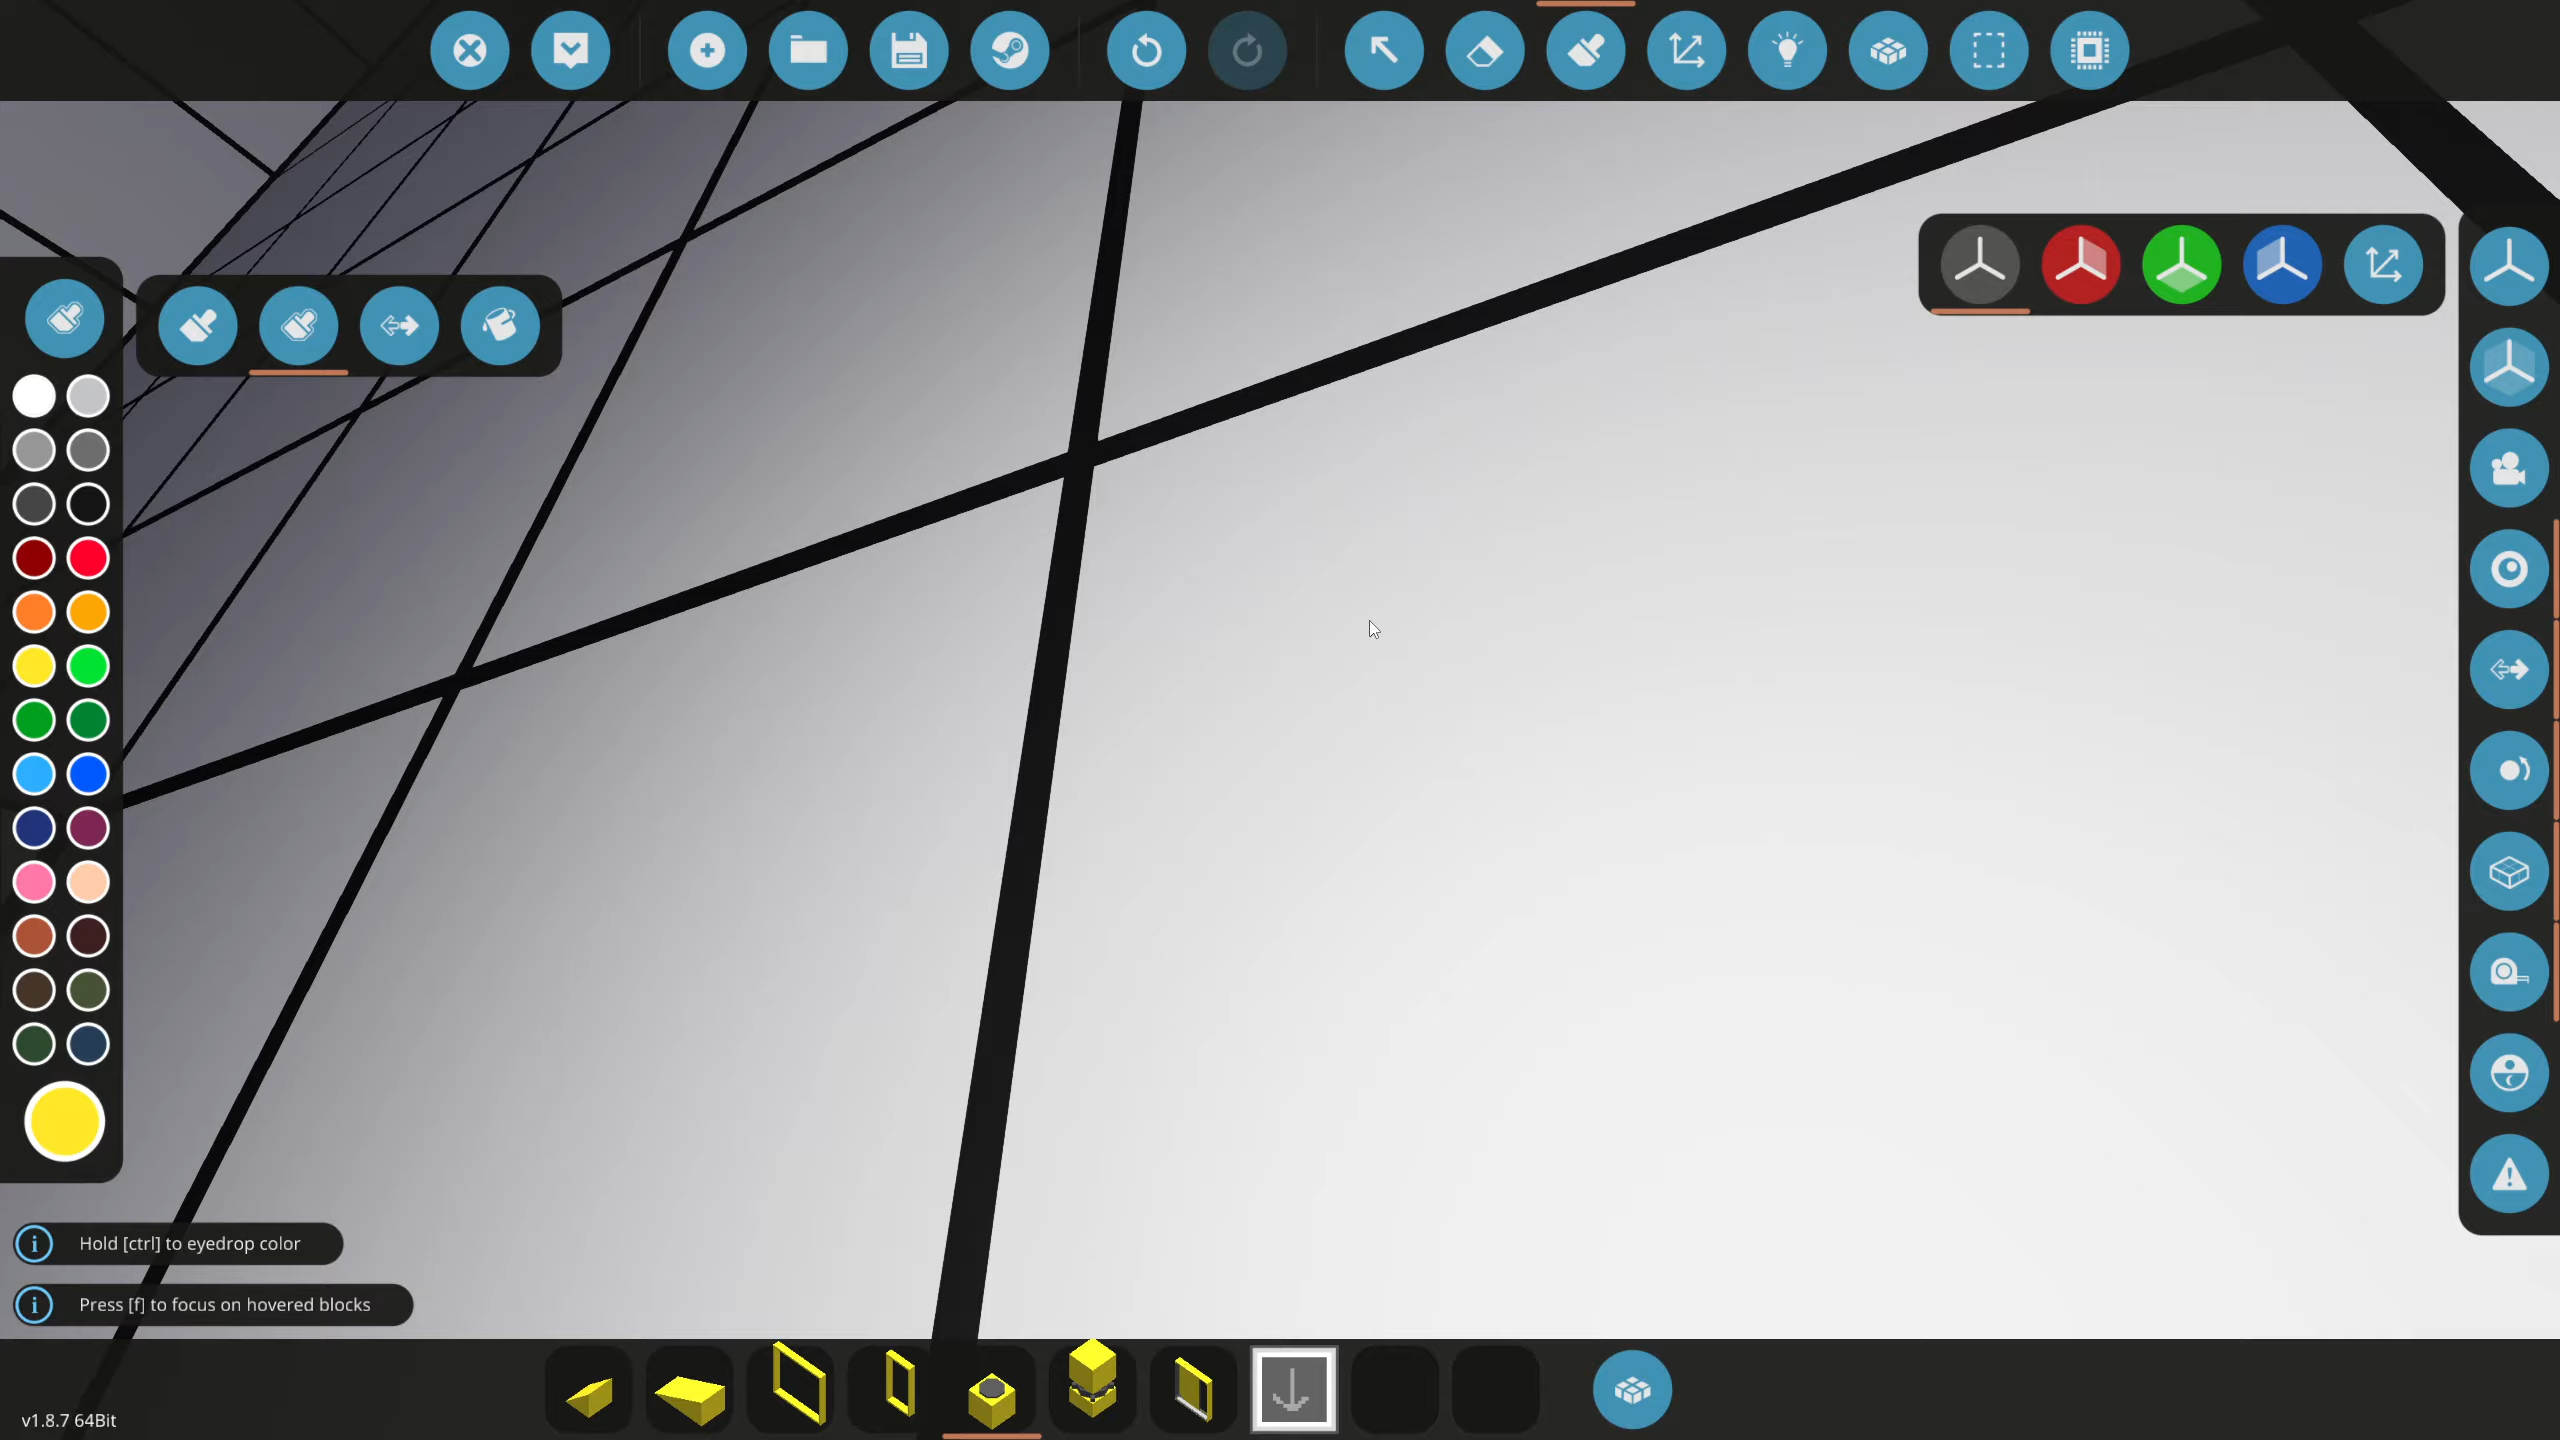 Hold [ctrl] to eyedrop color
Press [f] to focus on hovered blocks
v1.8.7 64Bit